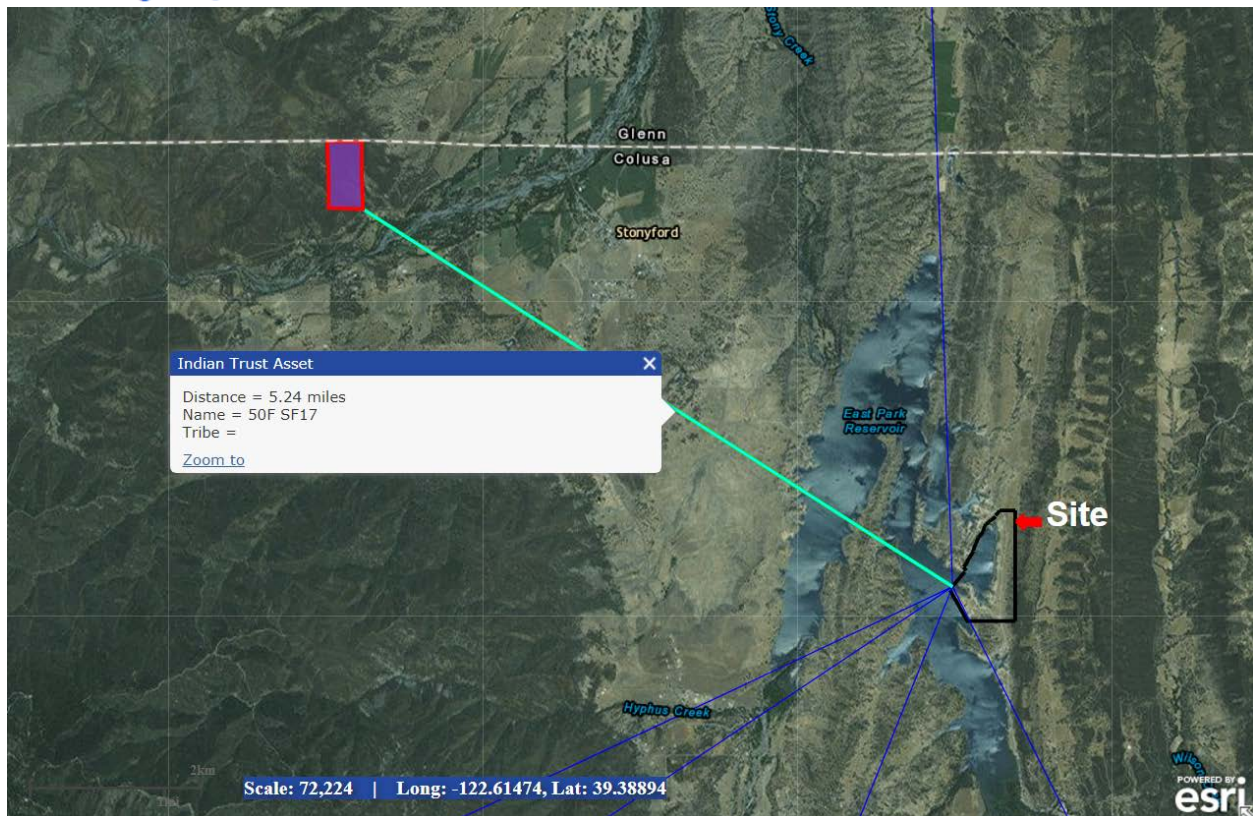 Stony Creek
Glenn
Colusa
Stonyford
Indian Trust Asset
Distance = 5.24 miles
Name = 50F SF17
Tribe =
Zoom to
East Park
Reservoir
Site
Hyphus Creek
2km
1mi
Scale: 72,224 | Long: -122.61474, Lat: 39.38894
POWERED BY
esri